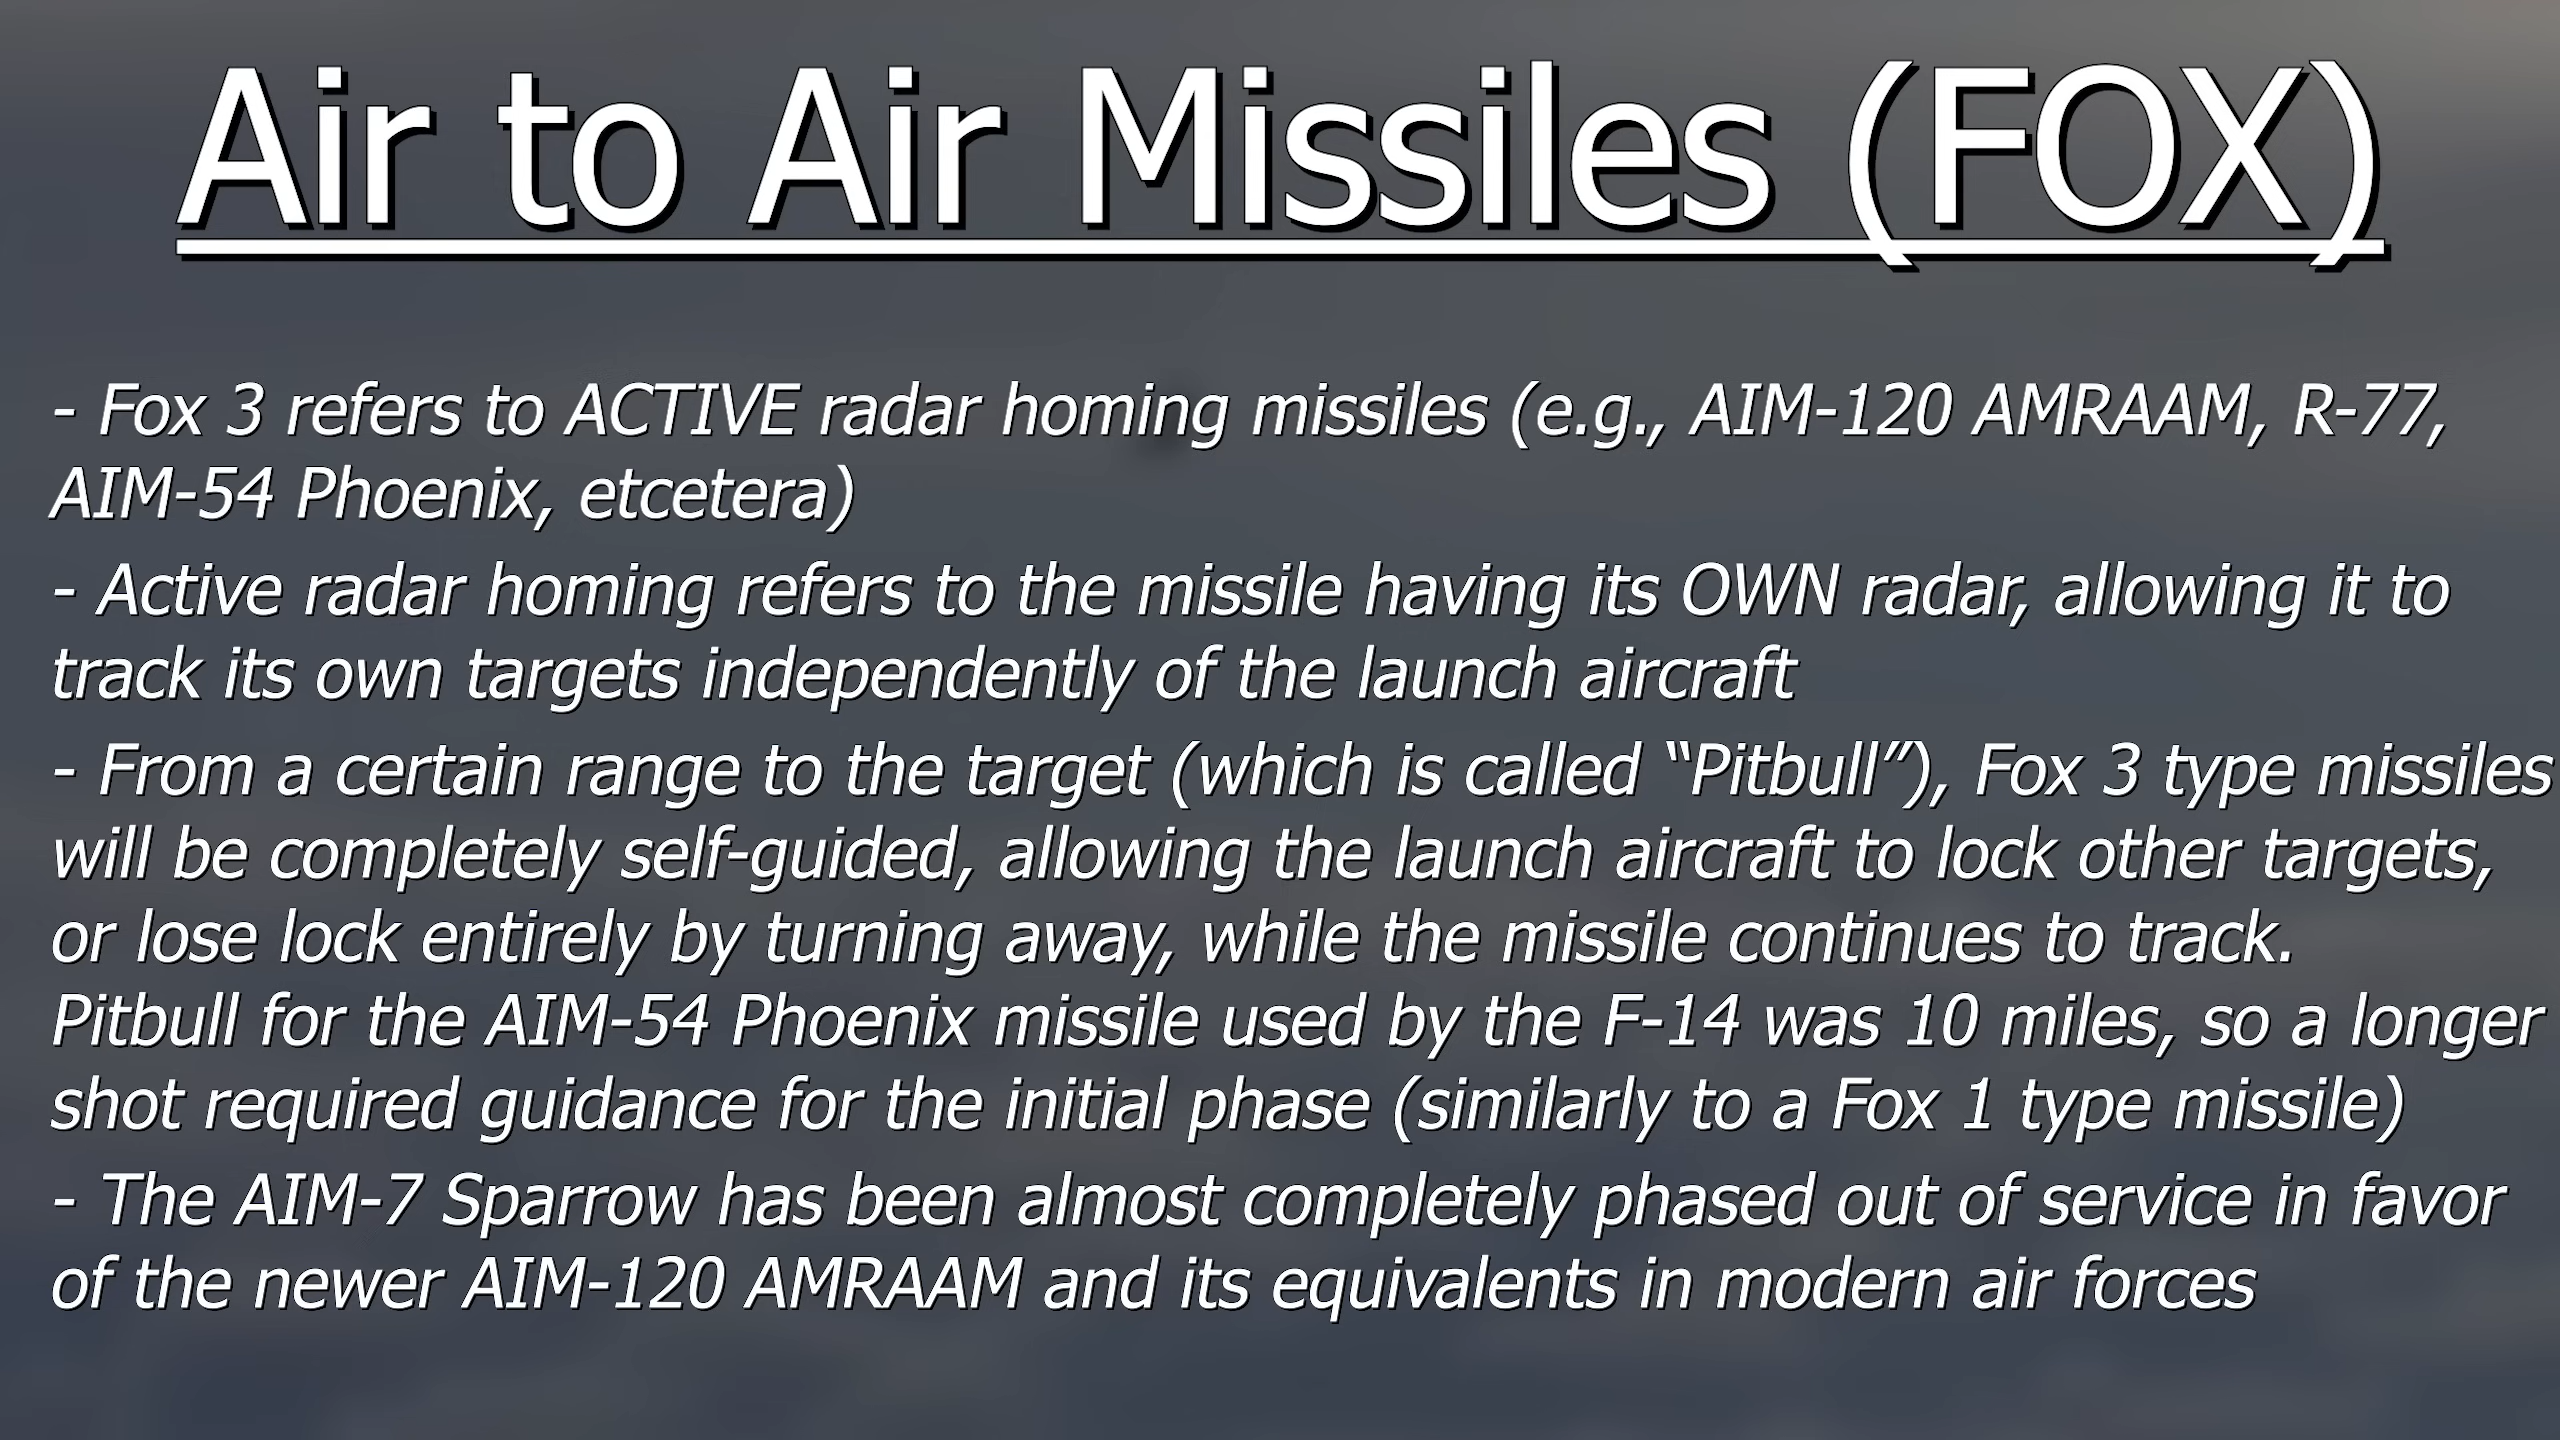 Air to Air Missiles (FOX)
- Fox 3 refers to ACTIVE radar homing missiles (e.g., AIM-120 AMRAAM, R-77,
AIM-54 Phoenix, etcetera)
- Active radar homing refers to the missile having its OWN radar, allowing it to
track its own targets independently of the launch aircraft
- From a certain range to the target (which is called “Pitbull”), Fox 3 type missiles
will be completely self-guided, allowing the launch aircraft to lock other targets,
or lose lock entirely by turning away, while the missile continues to track.
Pitbull for the AIM-54 Phoenix missile used by the F-14 was 10 miles, so a longer
shot required guidance for the initial phase (similarly to a Fox 1 type missile)
- The AIM-7 Sparrow has been almost completely phased out of service in favor
of the newer AIM-120 AMRAAM and its equivalents in modern air forces